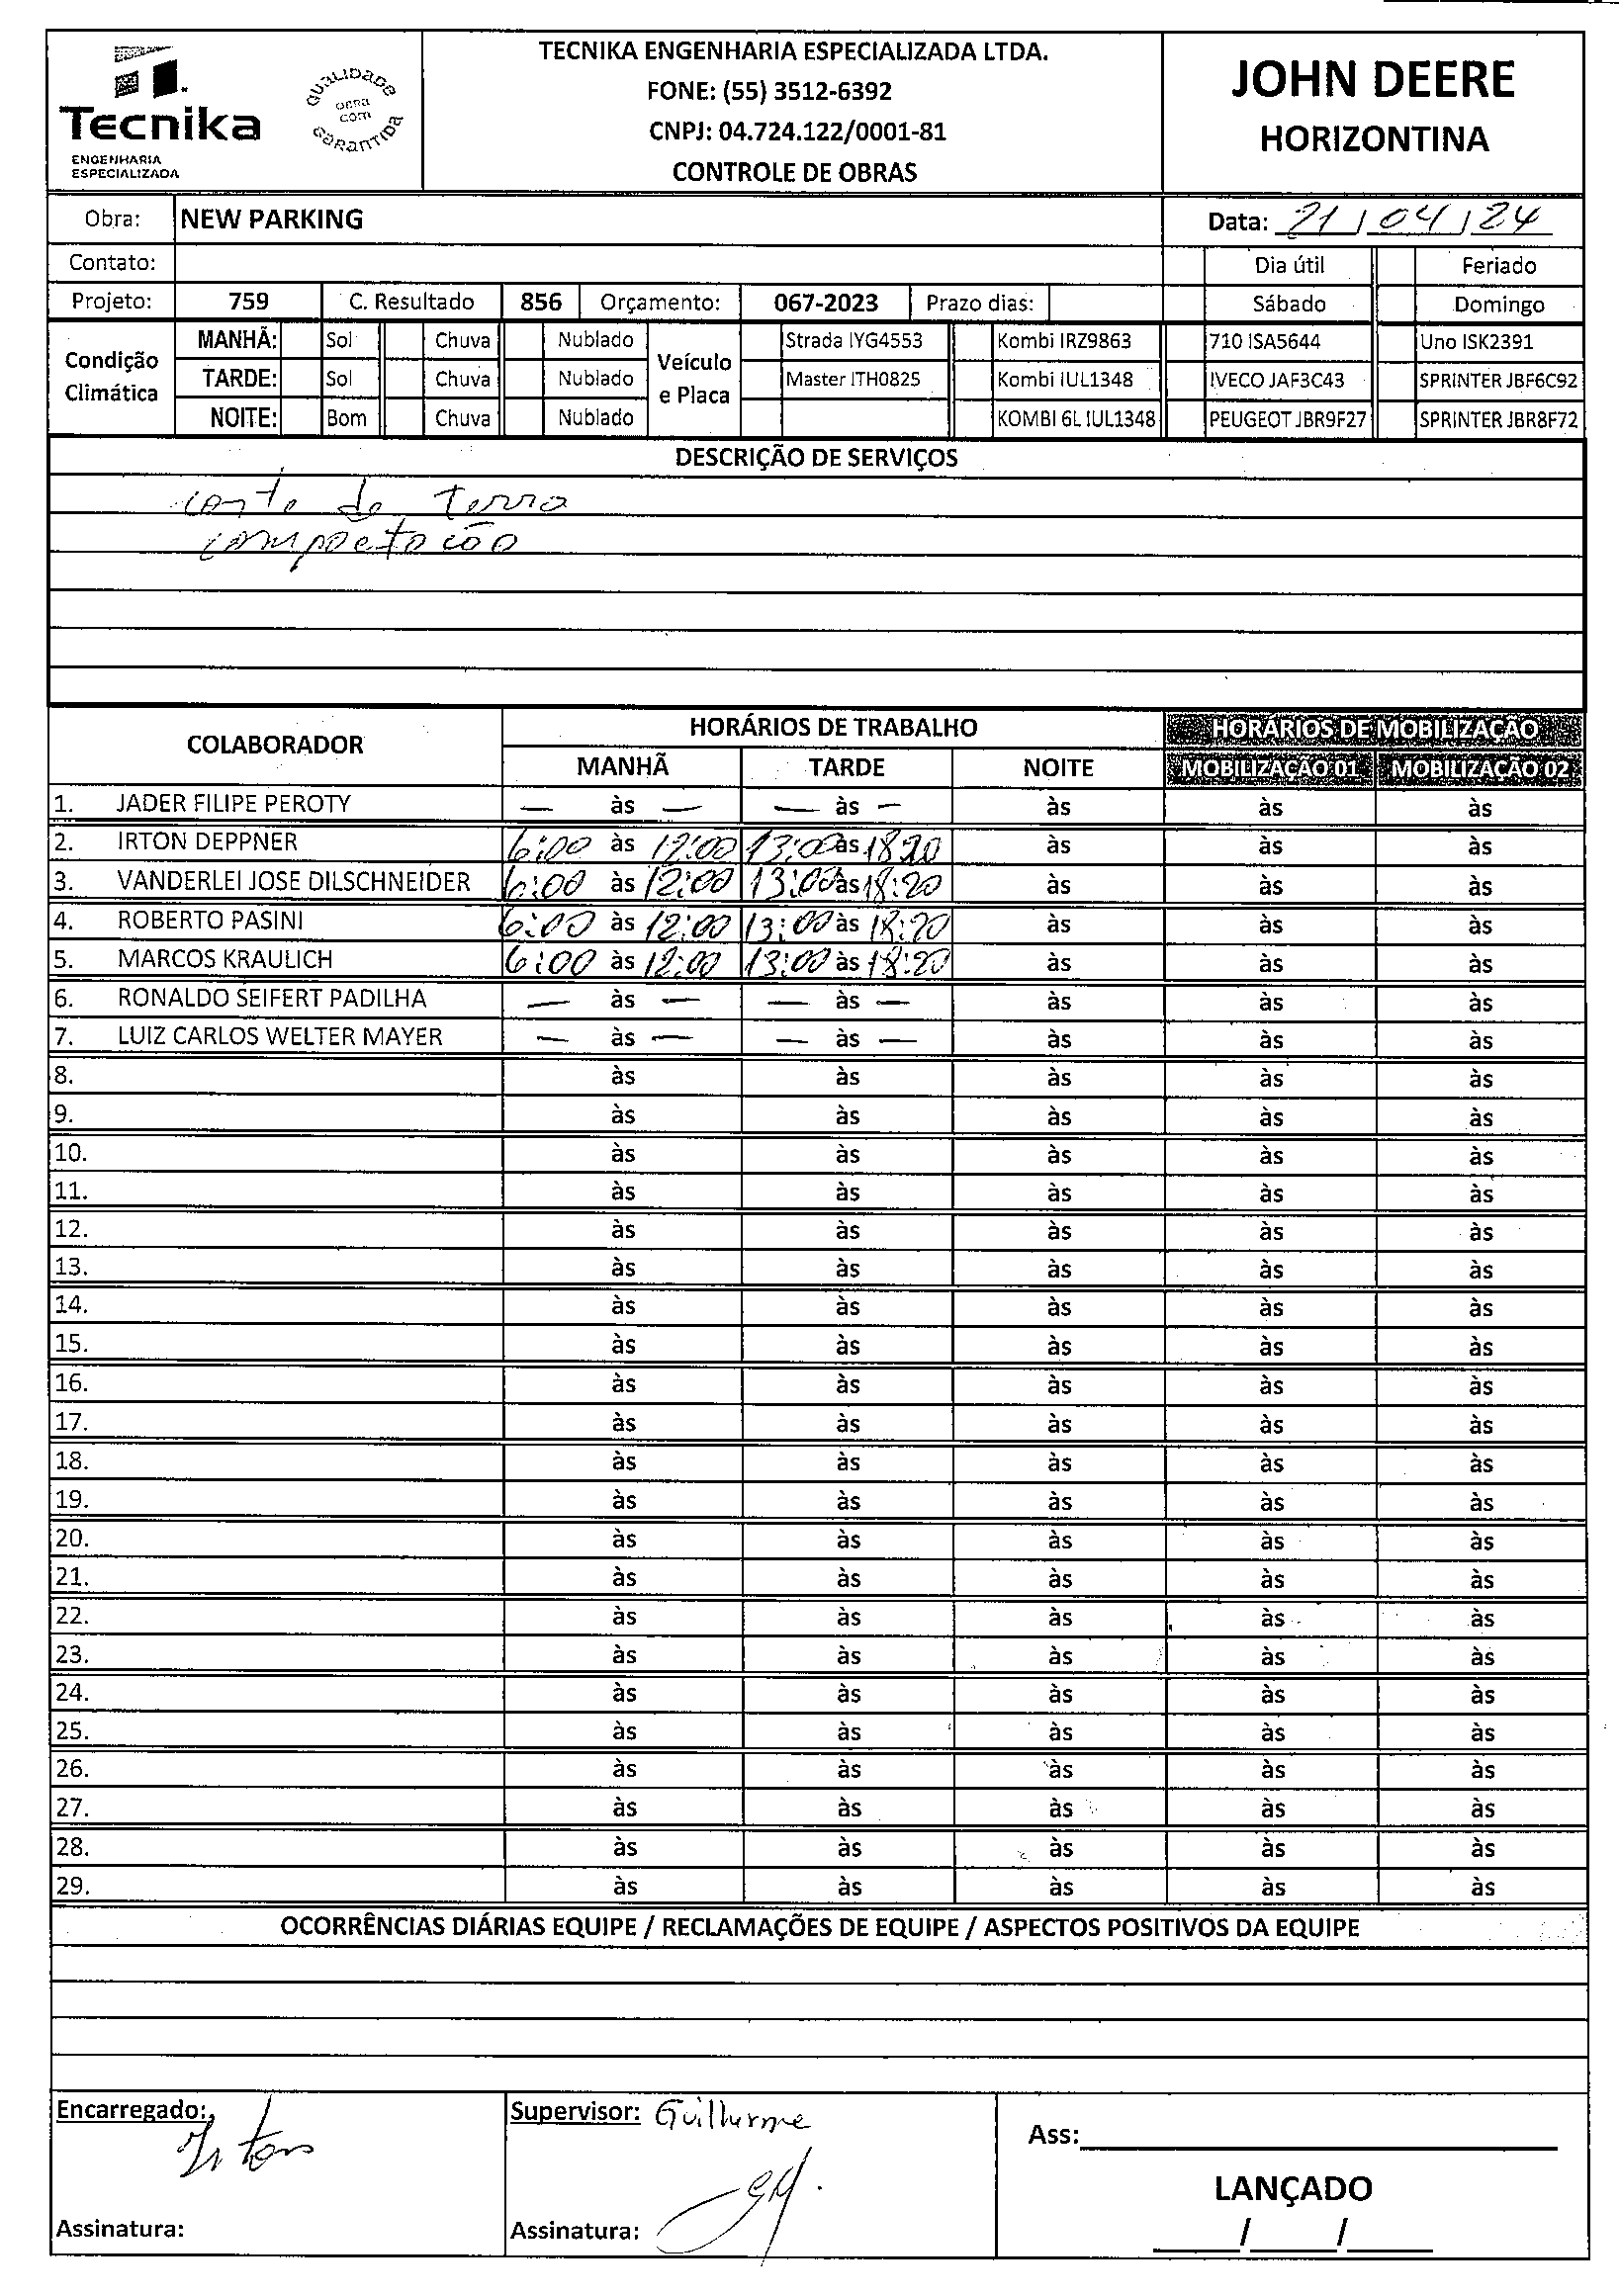 Tecnika
ENGENHARIA
ESPECIALIZADA
QUALIDADE
OBRA
COM
GARANTIDA
TECNIKA ENGENHARIA ESPECIALIZADA LTDA.
FONE: (55) 3512-6392
CNPJ: 04.724.122/0001-81
CONTROLE DE OBRAS
JOHN DEERE
HORIZONTINA
Obra: NEW PARKING Data: 21/04/24
Contato: Dia útil Feriado
Projeto: 759 C. Resultado 856 Orçamento: 067-2023 Prazo dias: Sábado Domingo
Condição Climática
MANHÃ: Sol Chuva Nublado
TARDE: Sol Chuva Nublado
NOITE: Bom Chuva Nublado
Veículo e Placa
Strada IYG4553 Kombi IRZ9863 710 ISA5644 Uno ISK2391
Master ITH0825 Kombi IUL1348 IVECO JAF3C43 SPRINTER JBF6C92
KOMBI 6L IUL1348 PEUGEOT JBR9F27 SPRINTER JBR8F72
DESCRIÇÃO DE SERVIÇOS
corte de terra
compactação
COLABORADOR HORÁRIOS DE TRABALHO HORÁRIOS DE MOBILIZAÇÃO
MANHÃ TARDE NOITE MOBILIZAÇÃO 01 MOBILIZAÇÃO 02
1. JADER FILIPE PEROTY — às — — às — às às às
2. IRTON DEPPNER 6:00 às 12:00 13:00 às 18:20 às às às
3. VANDERLEI JOSE DILSCHNEIDER 6:00 às 12:00 13:00 às 18:20 às às às
4. ROBERTO PASINI 6:00 às 12:00 13:00 às 18:20 às às às
5. MARCOS KRAULICH 6:00 às 12:00 13:00 às 18:20 às às às
6. RONALDO SEIFERT PADILHA — às — — às — às às às
7. LUIZ CARLOS WELTER MAYER — às — — às — às às às
8. às às às às às
9. às às às às às
10. às às às às às
11. às às às às às
12. às às às às às
13. às às às às às
14. às às às às às
15. às às às às às
16. às às às às às
17. às às às às às
18. às às às às às
19. às às às às às
20. às às às às às
21. às às às às às
22. às às às às às
23. às às às às às
24. às às às às às
25. às às às às às
26. às às às às às
27. às às às às às
28. às às às às às
29. às às às às às
OCORRÊNCIAS DIÁRIAS EQUIPE / RECLAMAÇÕES DE EQUIPE / ASPECTOS POSITIVOS DA EQUIPE
Encarregado: Irton
Assinatura:
Supervisor: Guilherme
Assinatura:
Ass:
LANÇADO
/ /